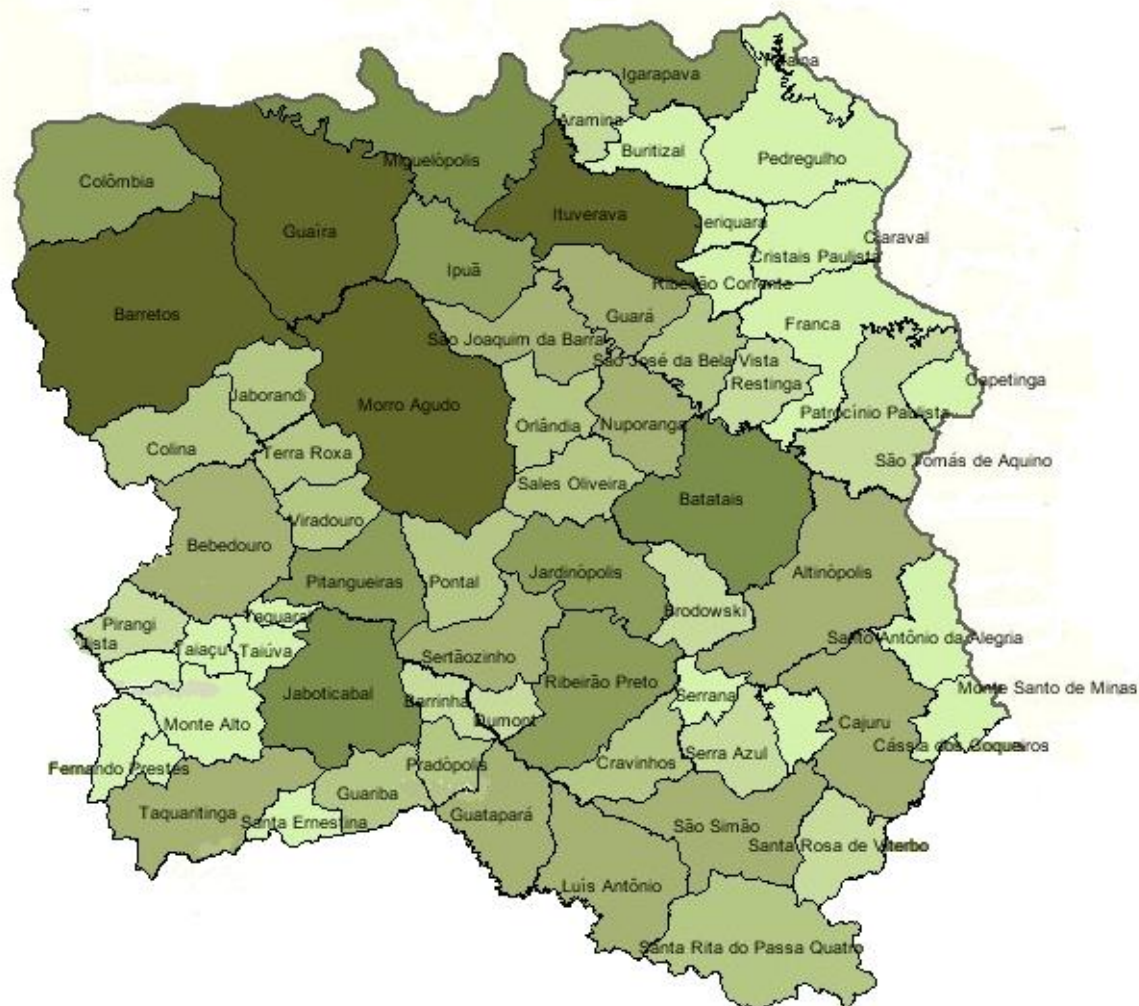 Igarapava
Aramina
Buritizal
Pedregulho
Miguelópolis
Colômbia
Ituverava
Jeriquara
Guaíra
Claraval
Cristais Paulista
Ipuã
Ribeirão Corrente
Barretos
Guará
Franca
São Joaquim da Barra
São José da Bela Vista
Restinga
Capetinga
Jaborandi
Morro Agudo
Patrocínio Paulista
Orlândia
Nuporanga
Colina
Terra Roxa
São Tomás de Aquino
Sales Oliveira
Batatais
Viradouro
Bebedouro
Pitangueiras
Pontal
Jardinópolis
Altinópolis
Brodowski
Taquaral
Pirangi
ista
Taiaçu
Taiúva
Sertãozinho
Santo Antônio da Alegria
Ribeirão Preto
Jaboticabal
Barrinha
Serrana
Monte Santo de Minas
Monte Alto
Dumont
Cajuru
Cássia dos Coqueiros
Serra Azul
Cravinhos
Pradópolis
Fernando Prestes
Guariba
Taquaritinga
Guatapará
Santa Ernestina
São Simão
Santa Rosa de Viterbo
Luís Antônio
Santa Rita do Passa Quatro